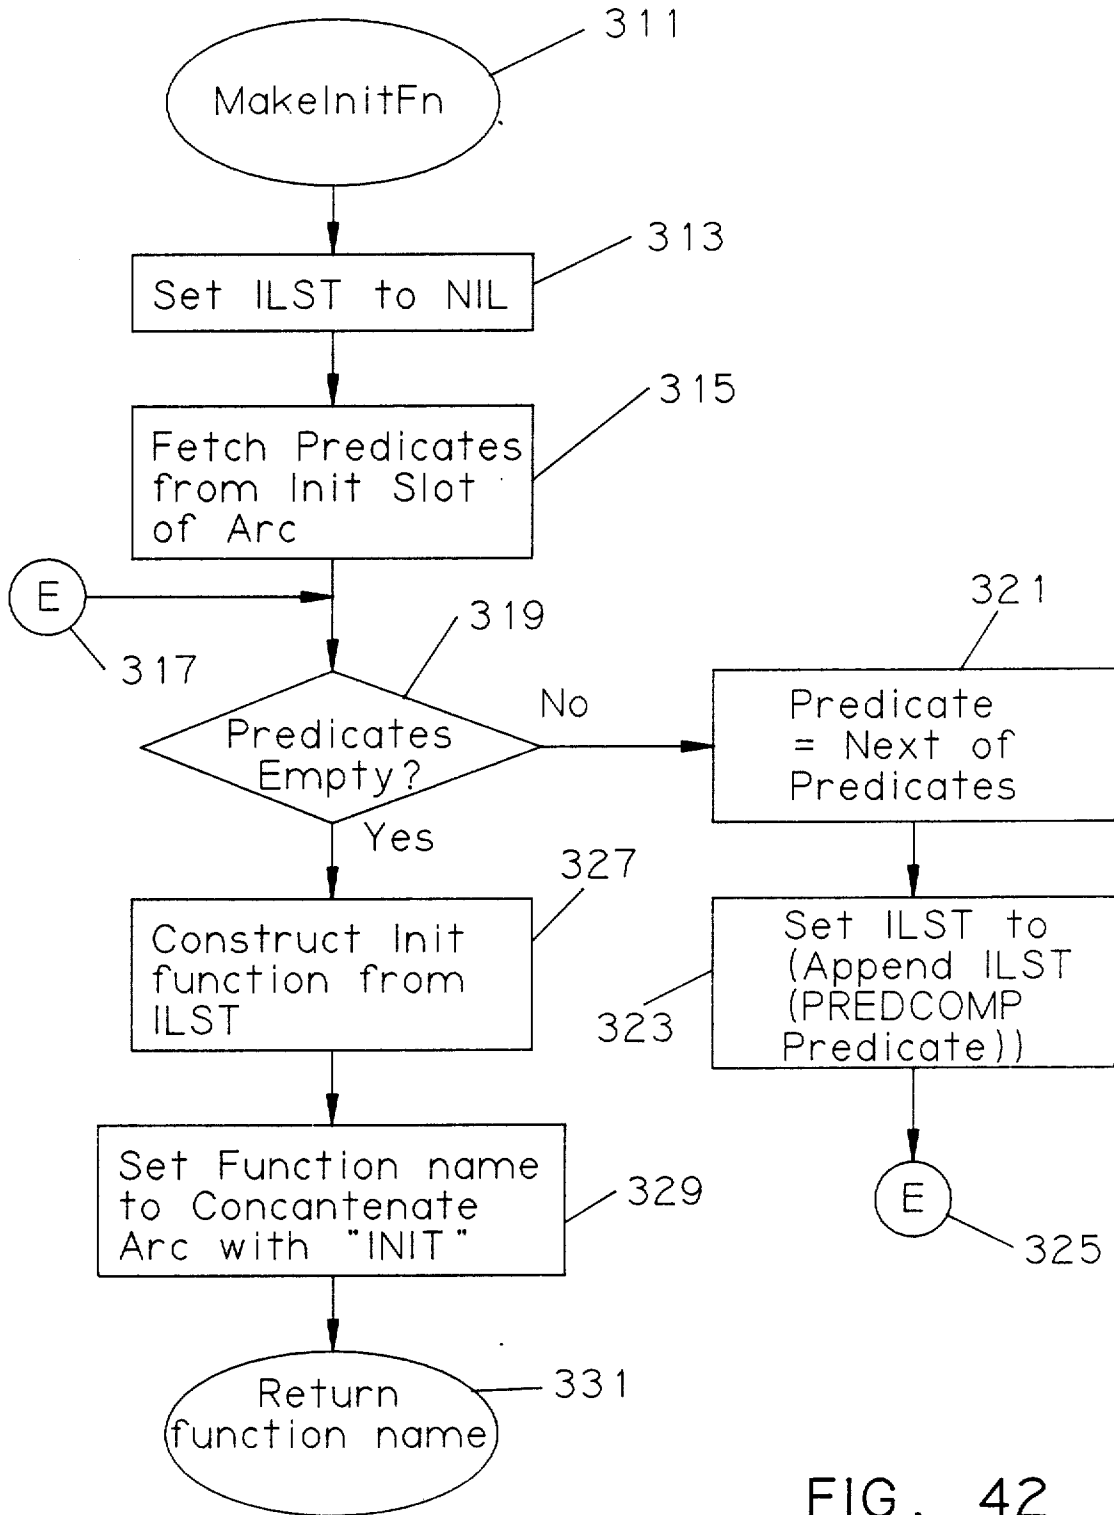 311
MakeInitFn
313
Set ILST to NIL
315
Fetch Predicates
from Init Slot
of Arc
E
317
319
321
Predicates
Empty?
No
Yes
Predicate
= Next of
Predicates
327
Construct Init
function from
ILST
Set ILST to
(Append ILST
(PREDCOMP
Predicate))
323
Set Function name
to Concantenate
Arc with "INIT"
329
E
325
Return
function name
331
FIG. 42